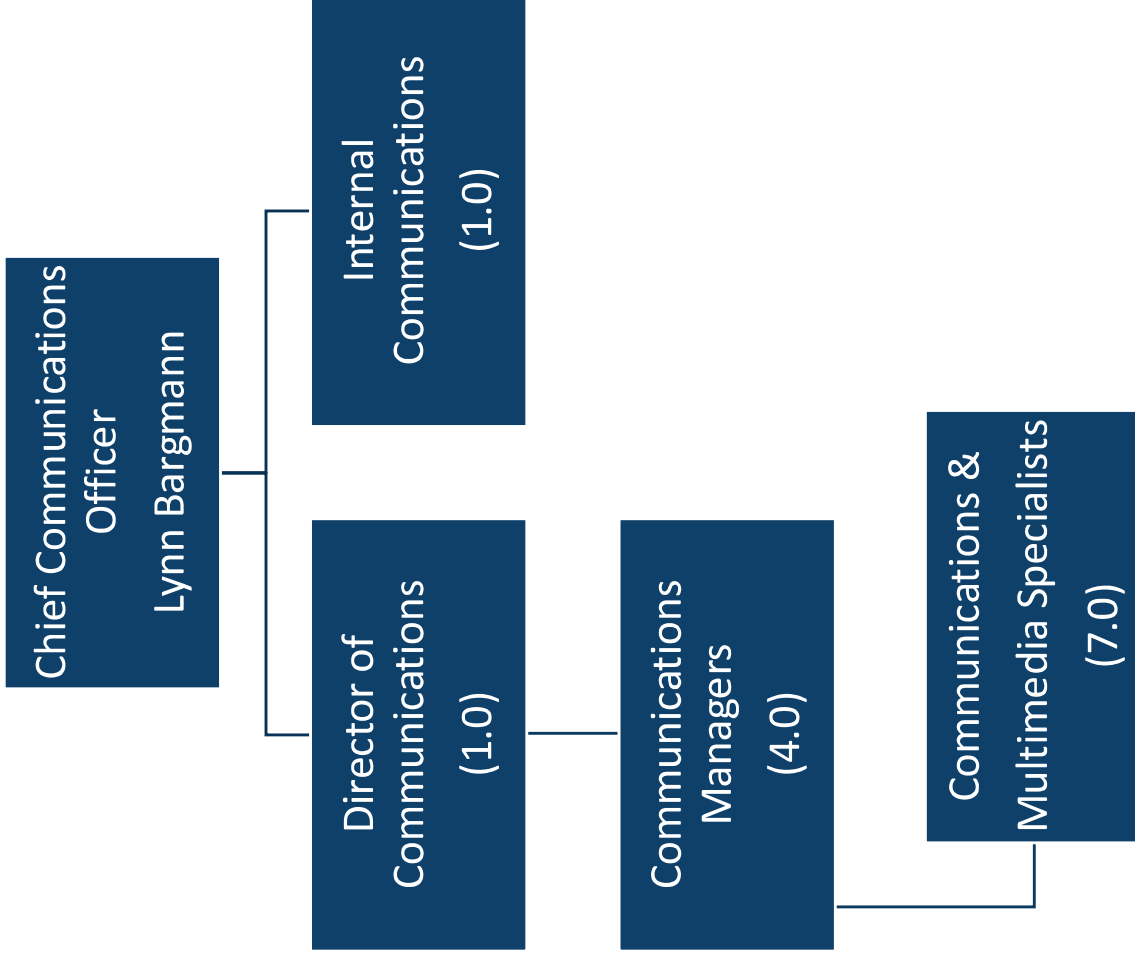 Chief Communications
Officer
Lynn Bargmann
Director of
Communications
(1.0)
Internal
Communications
(1.0)
Communications
Managers
(4.0)
Communications &
Multimedia Specialists
(7.0)